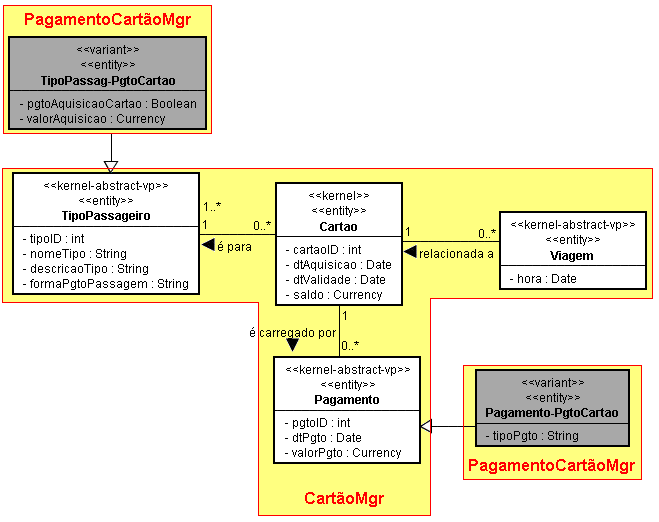 PagamentoCartãoMgr
<<variant>>
<<entity>>
TipoPassag-PgtoCartao
- pgtoAquisicaoCartao : Boolean
- valorAquisicao : Currency
<<kernel-abstract-vp>>
<<entity>>
TipoPassageiro
- tipoID : int
- nomeTipo : String
- descricaoTipo : String
- formaPgtoPassagem : String
1..*
1
0..*
é para
<<kernel>>
<<entity>>
Cartao
- cartaoID : int
- dtAquisicao : Date
- dtValidade : Date
- saldo : Currency
1
0..*
relacionada a
<<kernel-abstract-vp>>
<<entity>>
Viagem
- hora : Date
1
é carregado por
0..*
<<kernel-abstract-vp>>
<<entity>>
Pagamento
- pgtoID : int
- dtPgto : Date
- valorPgto : Currency
CartãoMgr
<<variant>>
<<entity>>
Pagamento-PgtoCartao
- tipoPgto : String
PagamentoCartãoMgr